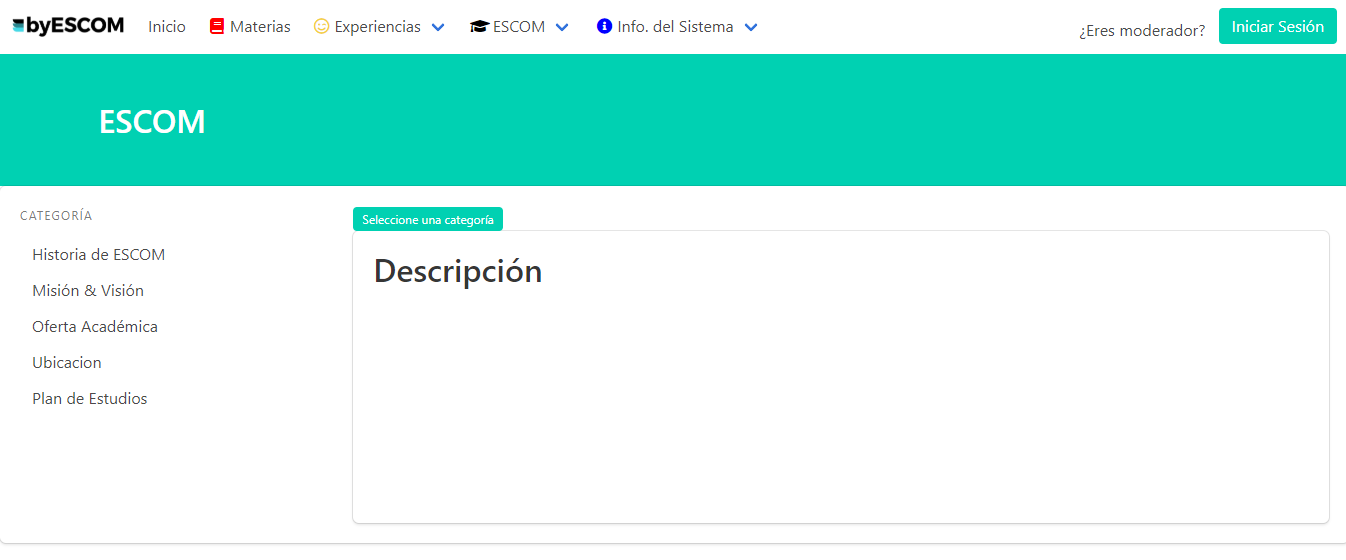 byESCOM Inicio Materias Experiencias ESCOM Info. del Sistema ¿Eres moderador? Iniciar Sesión
ESCOM
CATEGORÍA
Historia de ESCOM
Misión & Visión
Oferta Académica
Ubicacion
Plan de Estudios
Seleccione una categoría
Descripción